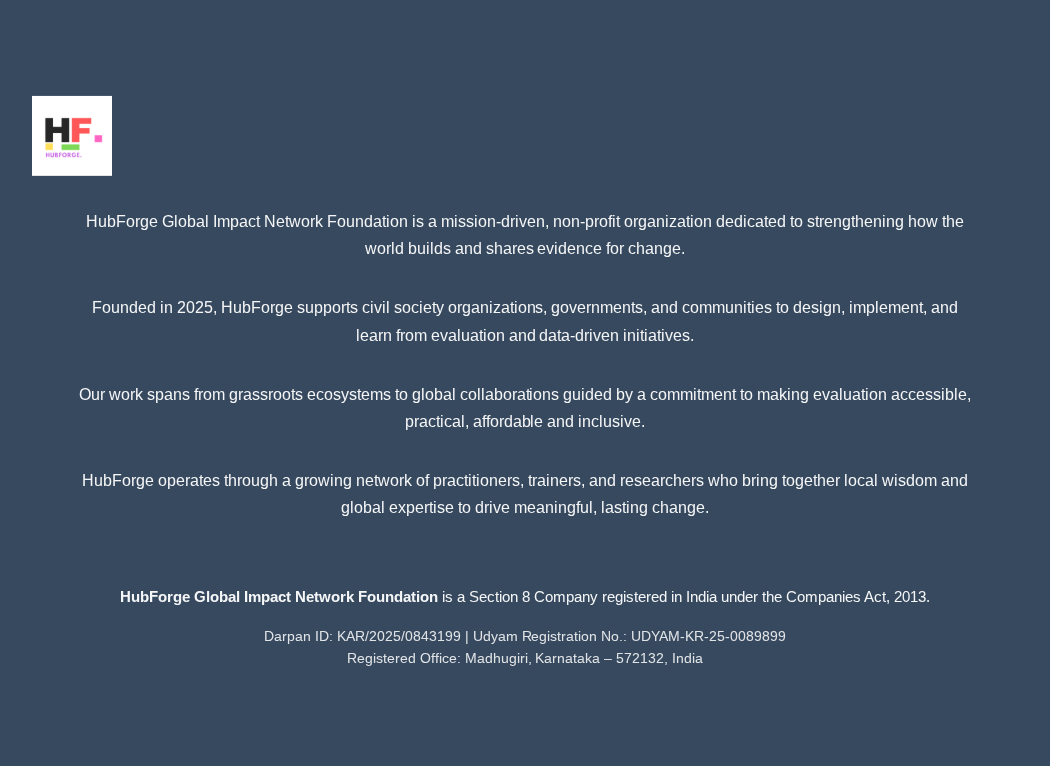 HF.
HUBFORGE.
HubForge Global Impact Network Foundation is a mission-driven, non-profit organization dedicated to strengthening how the
world builds and shares evidence for change.
Founded in 2025, HubForge supports civil society organizations, governments, and communities to design, implement, and
learn from evaluation and data-driven initiatives.
Our work spans from grassroots ecosystems to global collaborations guided by a commitment to making evaluation accessible,
practical, affordable and inclusive.
HubForge operates through a growing network of practitioners, trainers, and researchers who bring together local wisdom and
global expertise to drive meaningful, lasting change.
HubForge Global Impact Network Foundation is a Section 8 Company registered in India under the Companies Act, 2013.
Darpan ID: KAR/2025/0843199 | Udyam Registration No.: UDYAM-KR-25-0089899
Registered Office: Madhugiri, Karnataka – 572132, India